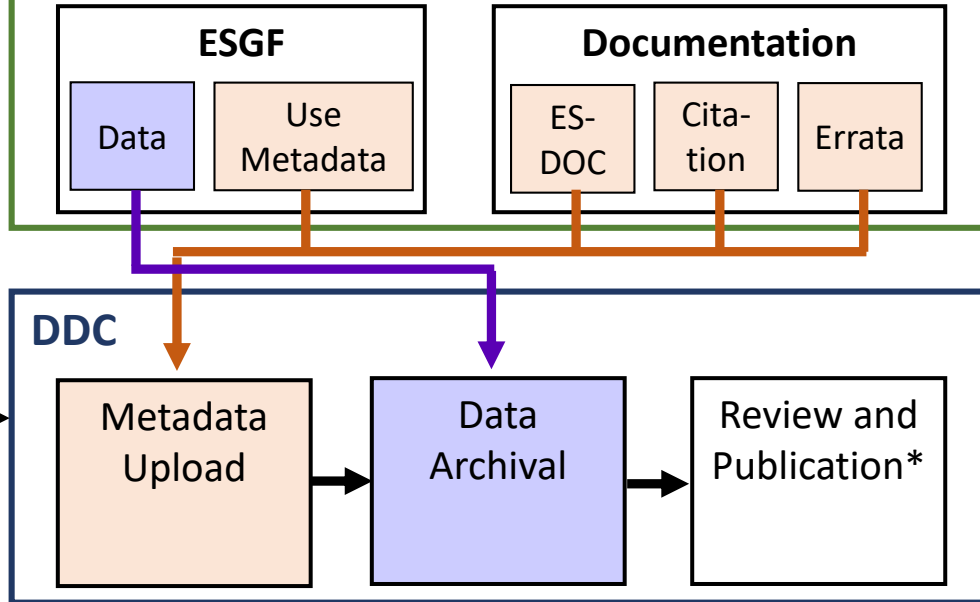 ESGF
Data
Use
Metadata
Documentation
ES-
DOC
Cita-
tion
Errata
DDC
Metadata
Upload
Data
Archival
Review and
Publication*